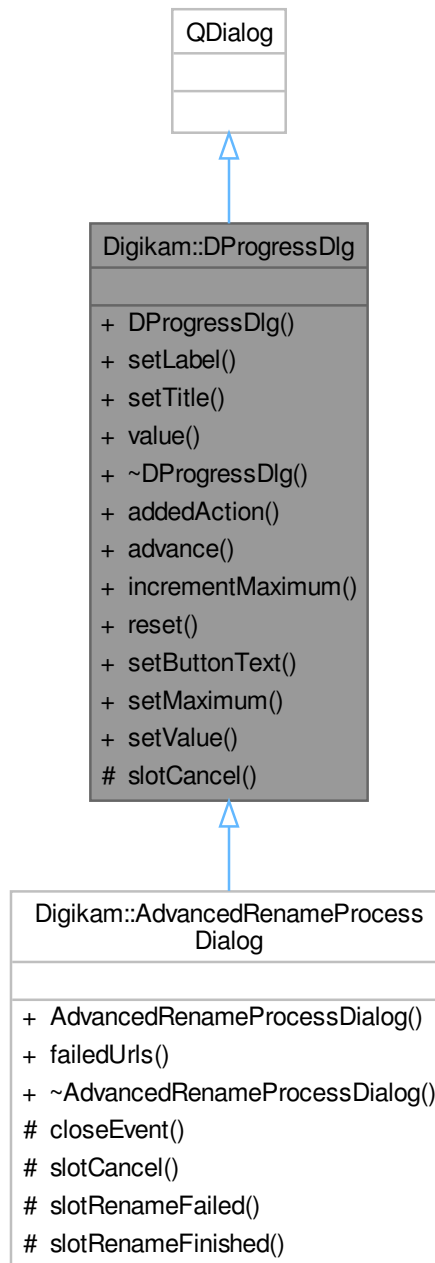 QDialog
Digikam::DProgressDlg
+ DProgressDlg()
+ setLabel()
+ setTitle()
+ value()
+ ~DProgressDlg()
+ addedAction()
+ advance()
+ incrementMaximum()
+ reset()
+ setButtonText()
+ setMaximum()
+ setValue()
# slotCancel()
Digikam::AdvancedRenameProcess
Dialog
+ AdvancedRenameProcessDialog()
+ failedUrls()
+ ~AdvancedRenameProcessDialog()
# closeEvent()
# slotCancel()
# slotRenameFailed()
# slotRenameFinished()